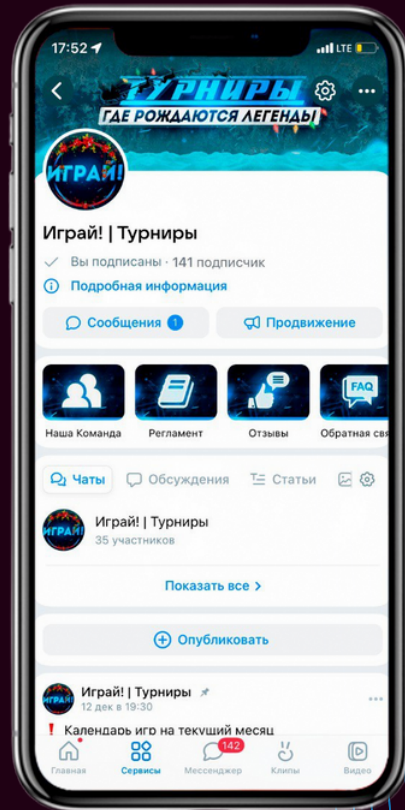 17:52
LTE
ТУРНИРЫ
ГДЕ РОЖДАЮТСЯ ЛЕГЕНДЫ
ИГРАЙ!
Играй! | Турниры
Вы подписаны · 141 подписчик
Подробная информация
Сообщения 1
Продвижение
FAQ
Наша Команда
Регламент
Отзывы
Обратная свя
Чаты
Обсуждения
Статьи
ИГРАЙ!
Играй! | Турниры
35 участников
Показать все >
Опубликовать
ИГРАЙ!
Играй! | Турниры
12 дек в 19:30
❗ Календарь игр на текущий месяц
142
Главная
Сервисы
Мессенджер
Клипы
Видео